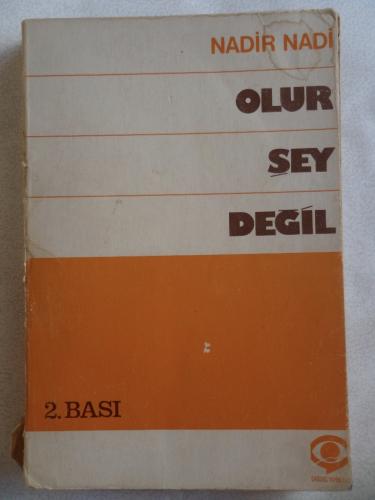 NADİR NADİ
OLUR
ŞEY
DEĞİL
2. BASI